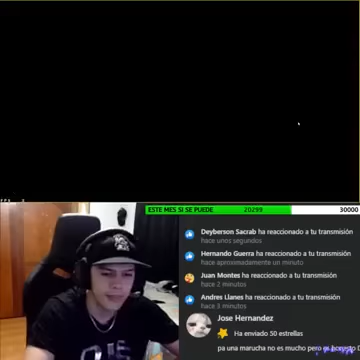 ESTE MES SI SE PUEDE 20299 30000
Deyberson Sacrab ha reaccionado a tu transmisión
hace unos segundos
Hernando Guerra ha reaccionado a tu transmisión
hace aproximadamente un minuto
Juan Montes ha reaccionado a tu transmisión
hace 2 minutos
Andres Llanes ha reaccionado a tu transmisión
hace 3 minutos
Jose Hernandez
Ha enviado 50 estrellas
pa una marucha no es mucho pero